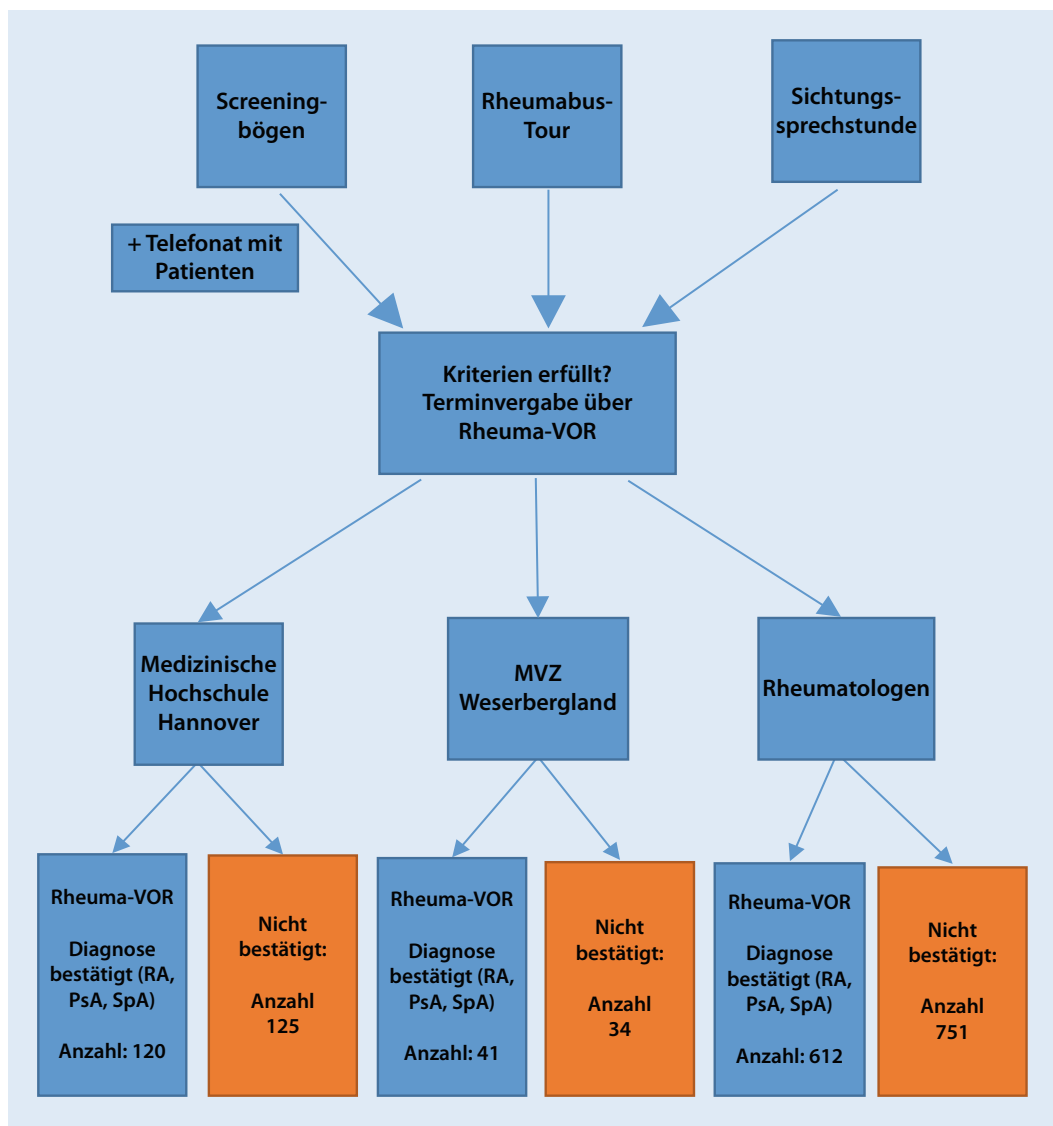 Screening-
bögen
Rheumabus-
Tour
Sichtungs-
sprechstunde
+ Telefonat mit
Patienten
Kriterien erfüllt?
Terminvergabe über
Rheuma-VOR
Medizinische
Hochschule
Hannover
MVZ
Weserbergland
Rheumatologen
Rheuma-VOR
Diagnose
bestätigt (RA,
PsA, SpA)
Anzahl: 120
Nicht
bestätigt:
Anzahl
125
Rheuma-VOR
Diagnose
bestätigt (RA,
PsA, SpA)
Anzahl: 41
Nicht
bestätigt:
Anzahl
34
Rheuma-VOR
Diagnose
bestätigt (RA,
PsA, SpA)
Anzahl: 612
Nicht
bestätigt:
Anzahl
751